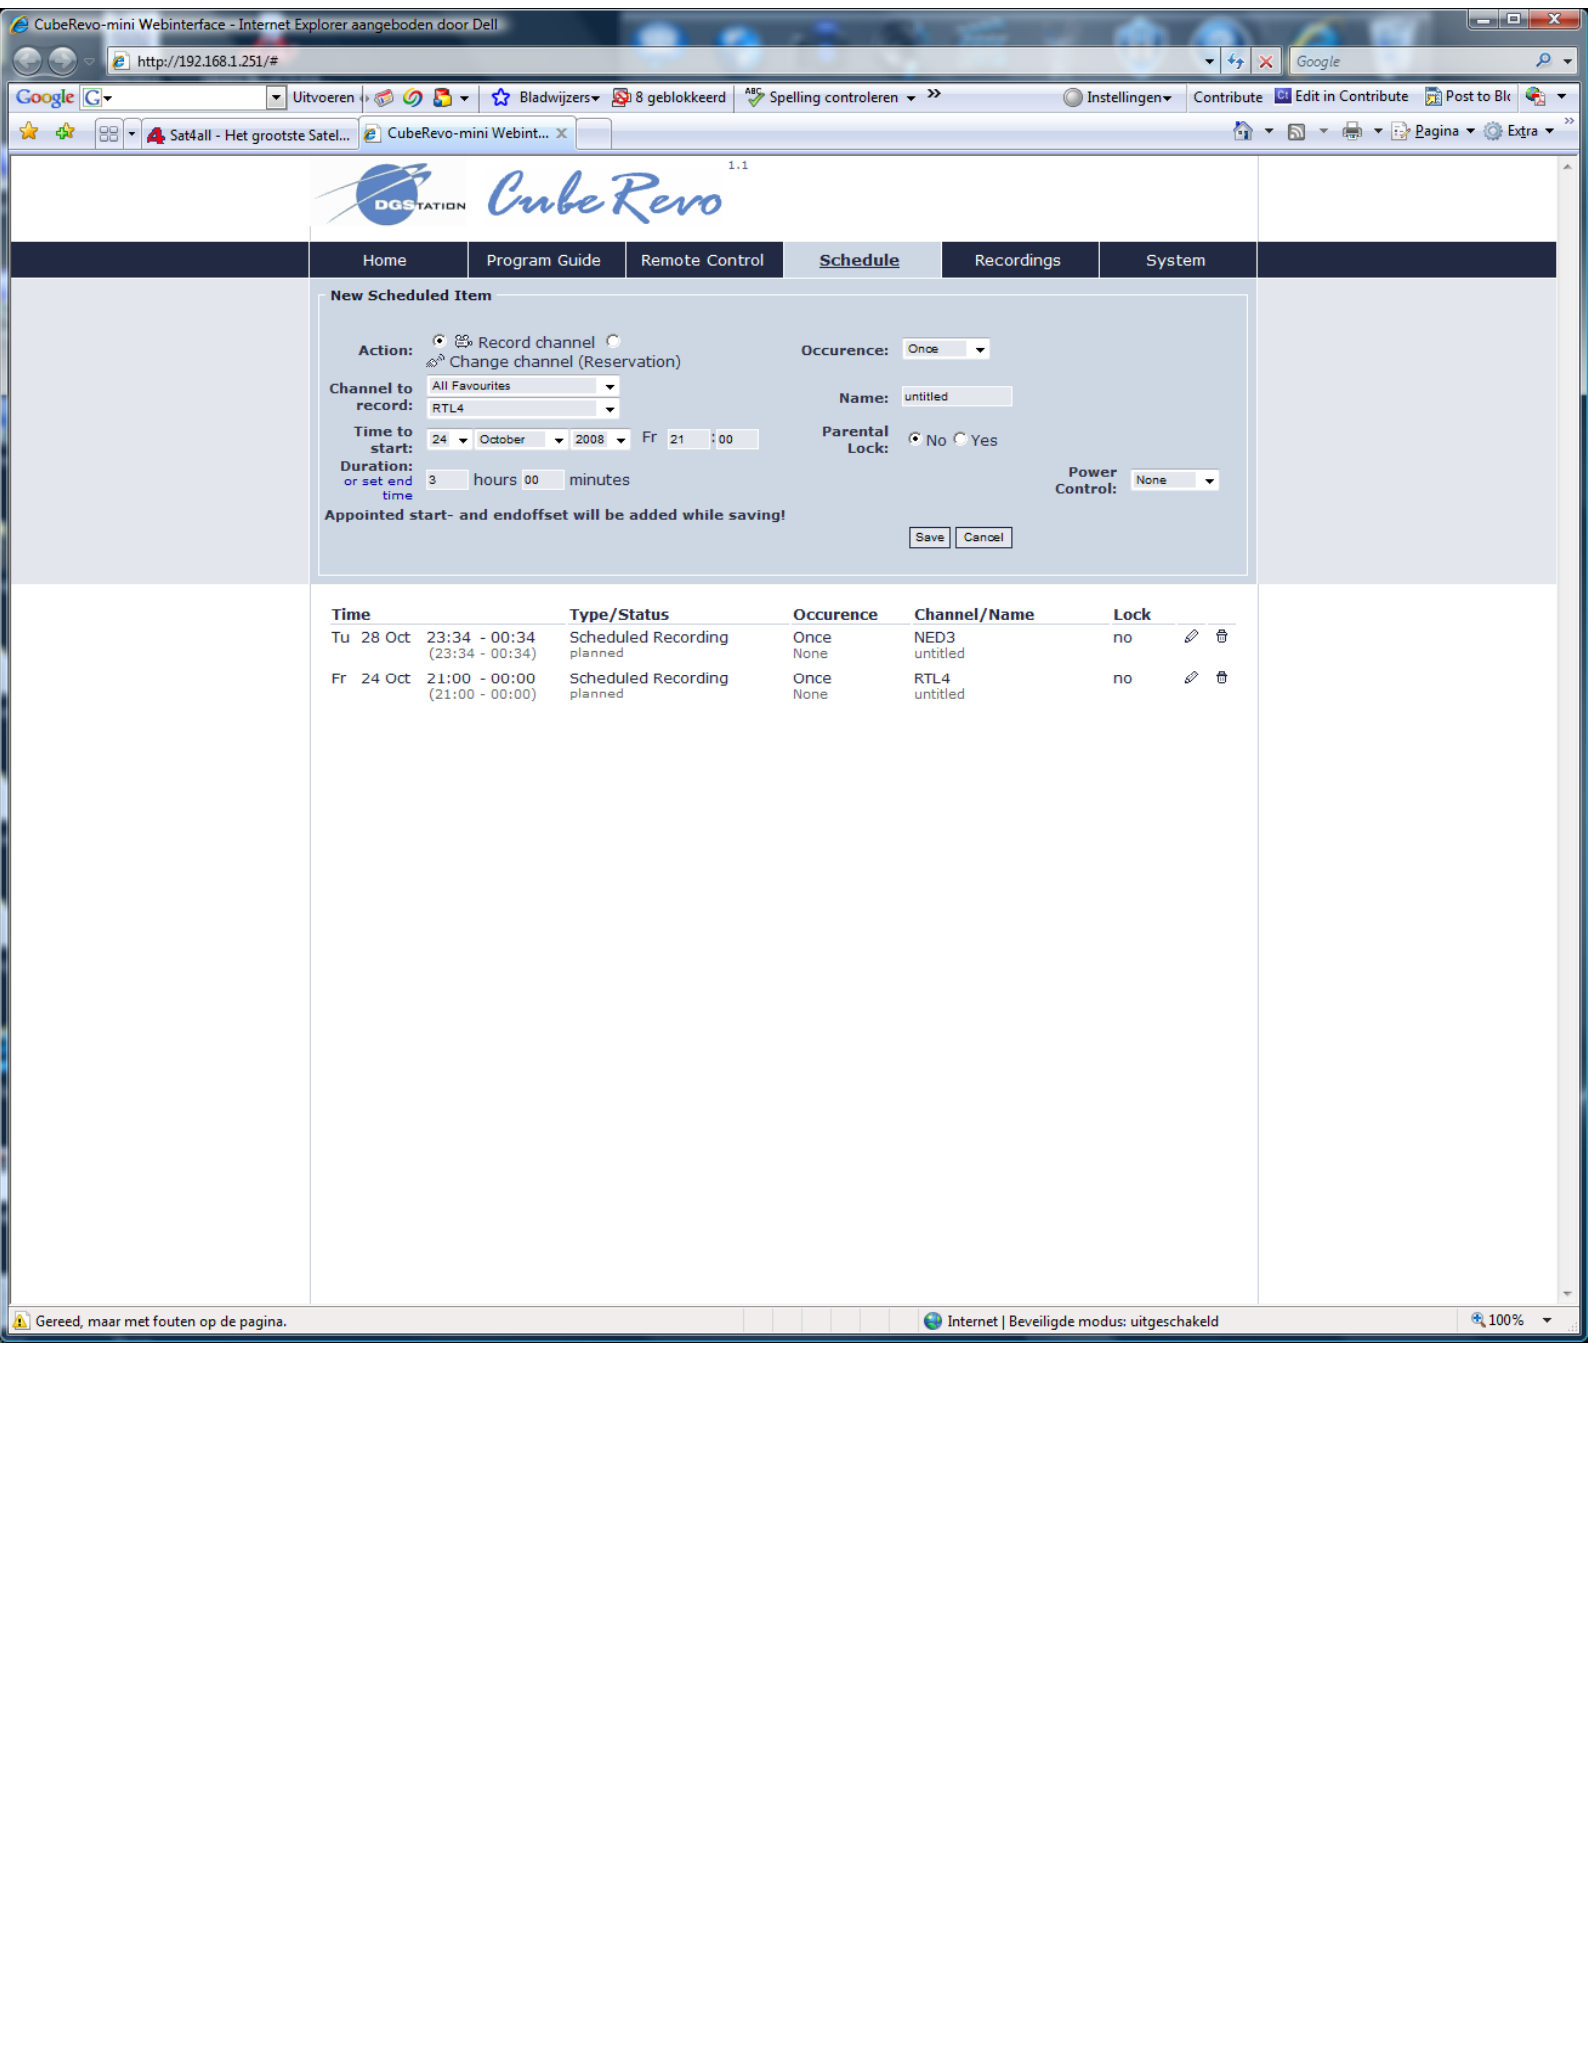 CubeRevo-mini Webinterface - Internet Explorer aangeboden door Dell
http://192.168.1.251/#
Google
Google
G
Uitvoeren
Bladwijzers
8 geblokkeerd
ABC
Spelling controleren
»
Instellingen
Contribute
Ct
Edit in Contribute
Post to Blo
4 Sat4all - Het grootste Satel...
CubeRevo-mini Webint...
X
Pagina
Extra
»
DGSTATION
CubeRevo
1.1
Home
Program Guide
Remote Control
Schedule
Recordings
System
New Scheduled Item
Action:
Record channel
Change channel (Reservation)
Occurence:
Once
Channel to record:
All Favourites
RTL4
Name:
untitled
Time to start:
24
October
2008
Fr
21
:
00
Parental Lock:
No
Yes
Duration:
or set end time
3
hours
00
minutes
Power Control:
None
Appointed start- and endoffset will be added while saving!
Save
Cancel
Time Type/Status Occurence Channel/Name Lock
Tu 28 Oct 23:34 - 00:34 Scheduled Recording Once NED3 no
(23:34 - 00:34) planned None untitled
Fr 24 Oct 21:00 - 00:00 Scheduled Recording Once RTL4 no
(21:00 - 00:00) planned None untitled
Gereed, maar met fouten op de pagina.
Internet | Beveiligde modus: uitgeschakeld
100%